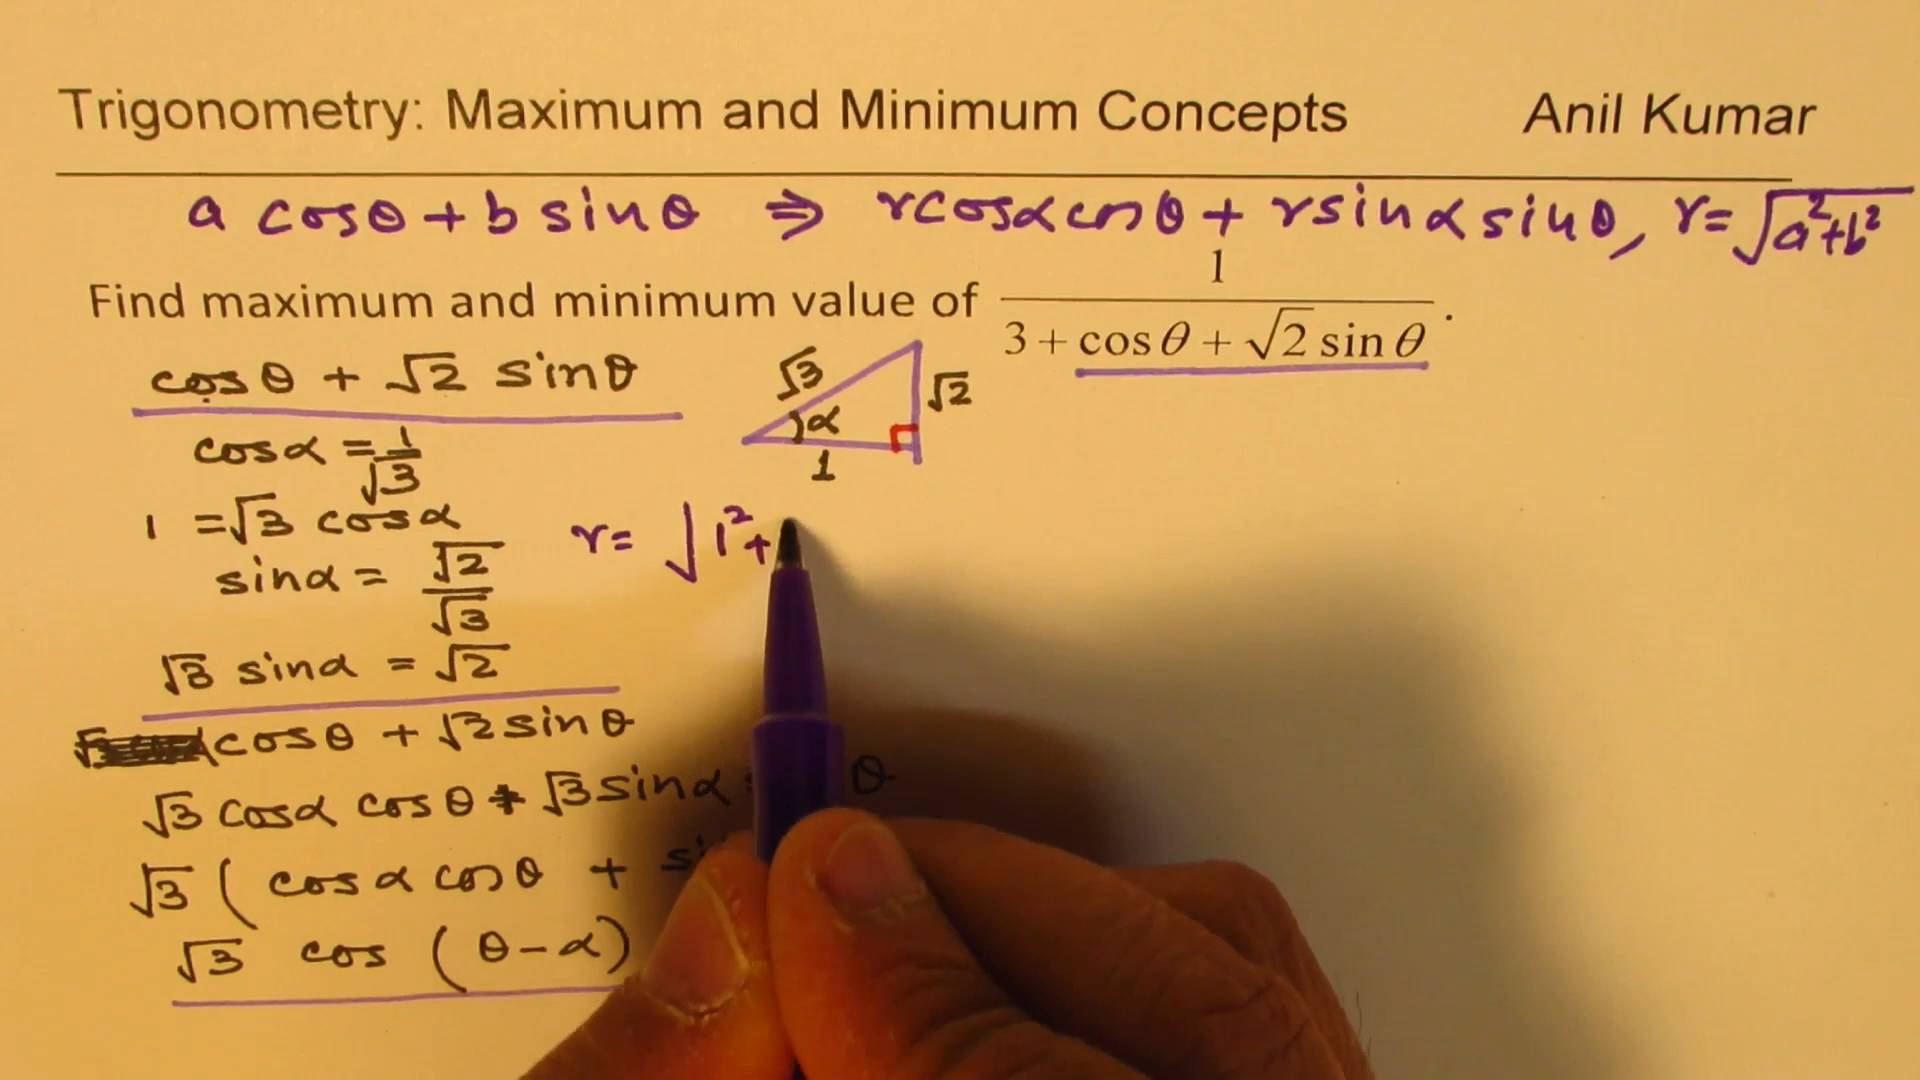 Trigonometry: Maximum and Minimum Concepts Anil Kumar
a cosθ + b sinθ ⇒ r cosα cosθ + r sinα sinθ, r = √a²+b²
Find maximum and minimum value of 1/(3 + cos θ + √2 sin θ).
cosθ + √2 sinθ
√3 √2
α
1
cosα = 1/√3
1 = √3 cosα
r = √1² +
sinα = √2/√3
√3 sinα = √2
cosθ + √2 sinθ
√3 cosα cosθ + √3 sinα θ
√3 ( cosα cosθ +
√3 cos (θ - α)